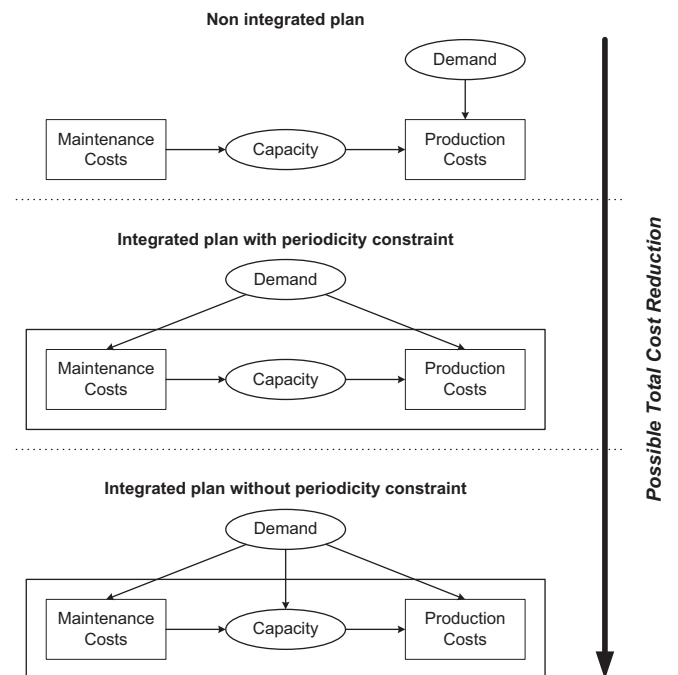 Non integrated plan
Demand
Maintenance
Costs
Capacity
Production
Costs
Integrated plan with periodicity constraint
Demand
Maintenance
Costs
Capacity
Production
Costs
Integrated plan without periodicity constraint
Demand
Maintenance
Costs
Capacity
Production
Costs
Possible Total Cost Reduction